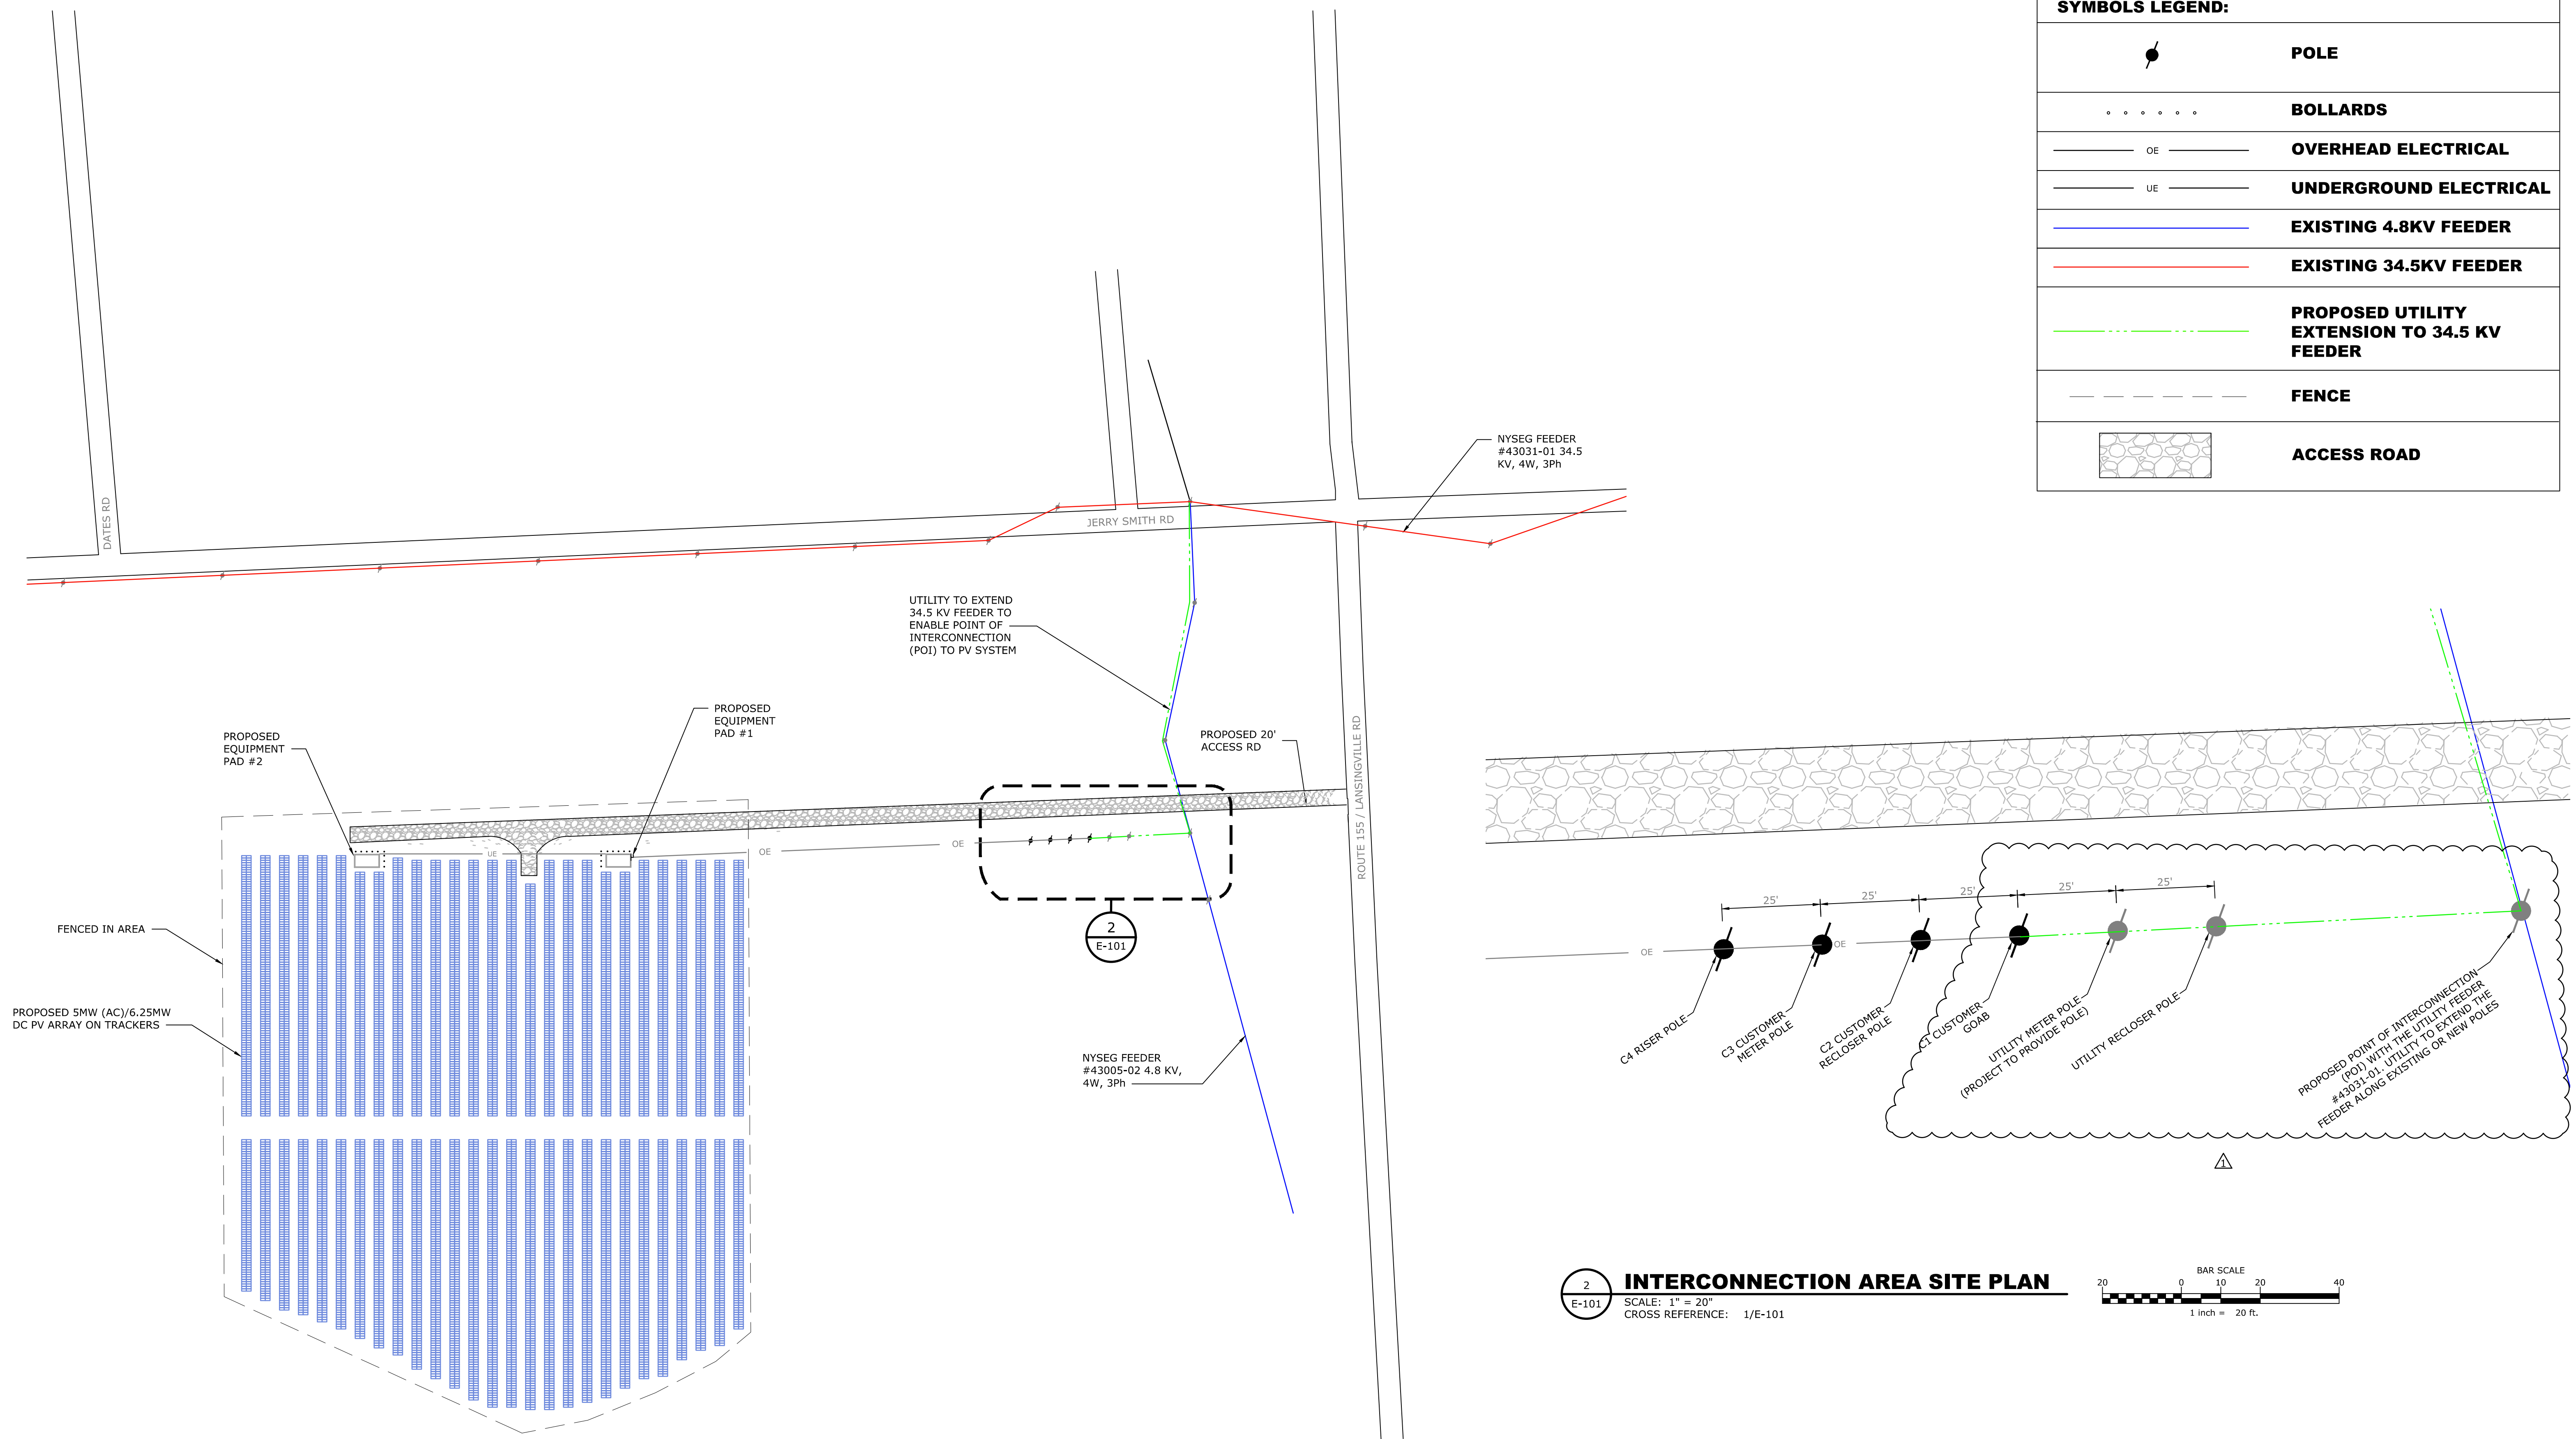 SYMBOLS LEGEND:
POLE
BOLLARDS
OE
OVERHEAD ELECTRICAL
UE
UNDERGROUND ELECTRICAL
EXISTING 4.8KV FEEDER
EXISTING 34.5KV FEEDER
PROPOSED UTILITY
EXTENSION TO 34.5 KV
FEEDER
FENCE
ACCESS ROAD
DATES RD
JERRY SMITH RD
NYSEG FEEDER
#43031-01 34.5
KV, 4W, 3Ph
UTILITY TO EXTEND
34.5 KV FEEDER TO
ENABLE POINT OF
INTERCONNECTION
(POI) TO PV SYSTEM
PROPOSED
EQUIPMENT
PAD #2
PROPOSED
EQUIPMENT
PAD #1
PROPOSED 20'
ACCESS RD
ROUTE 155 / LANSINGVILLE RD
UE
OE
OE
2
E-101
FENCED IN AREA
PROPOSED 5MW (AC)/6.25MW
DC PV ARRAY ON TRACKERS
NYSEG FEEDER
#43005-02 4.8 KV,
4W, 3Ph
25'
25'
25'
25'
25'
OE
OE
C4 RISER POLE
C3 CUSTOMER
METER POLE
C2 CUSTOMER
RECLOSER POLE
C1 CUSTOMER
GOAB
UTILITY METER POLE
(PROJECT TO PROVIDE POLE)
UTILITY RECLOSER POLE
PROPOSED POINT OF INTERCONNECTION
(POI) WITH THE UTILITY FEEDER
#43031-01. UTILITY TO EXTEND THE
FEEDER ALONG EXISTING OR NEW POLES
1
2
E-101
INTERCONNECTION AREA SITE PLAN
SCALE: 1" = 20"
CROSS REFERENCE: 1/E-101
BAR SCALE
20 0 10 20 40
1 inch = 20 ft.